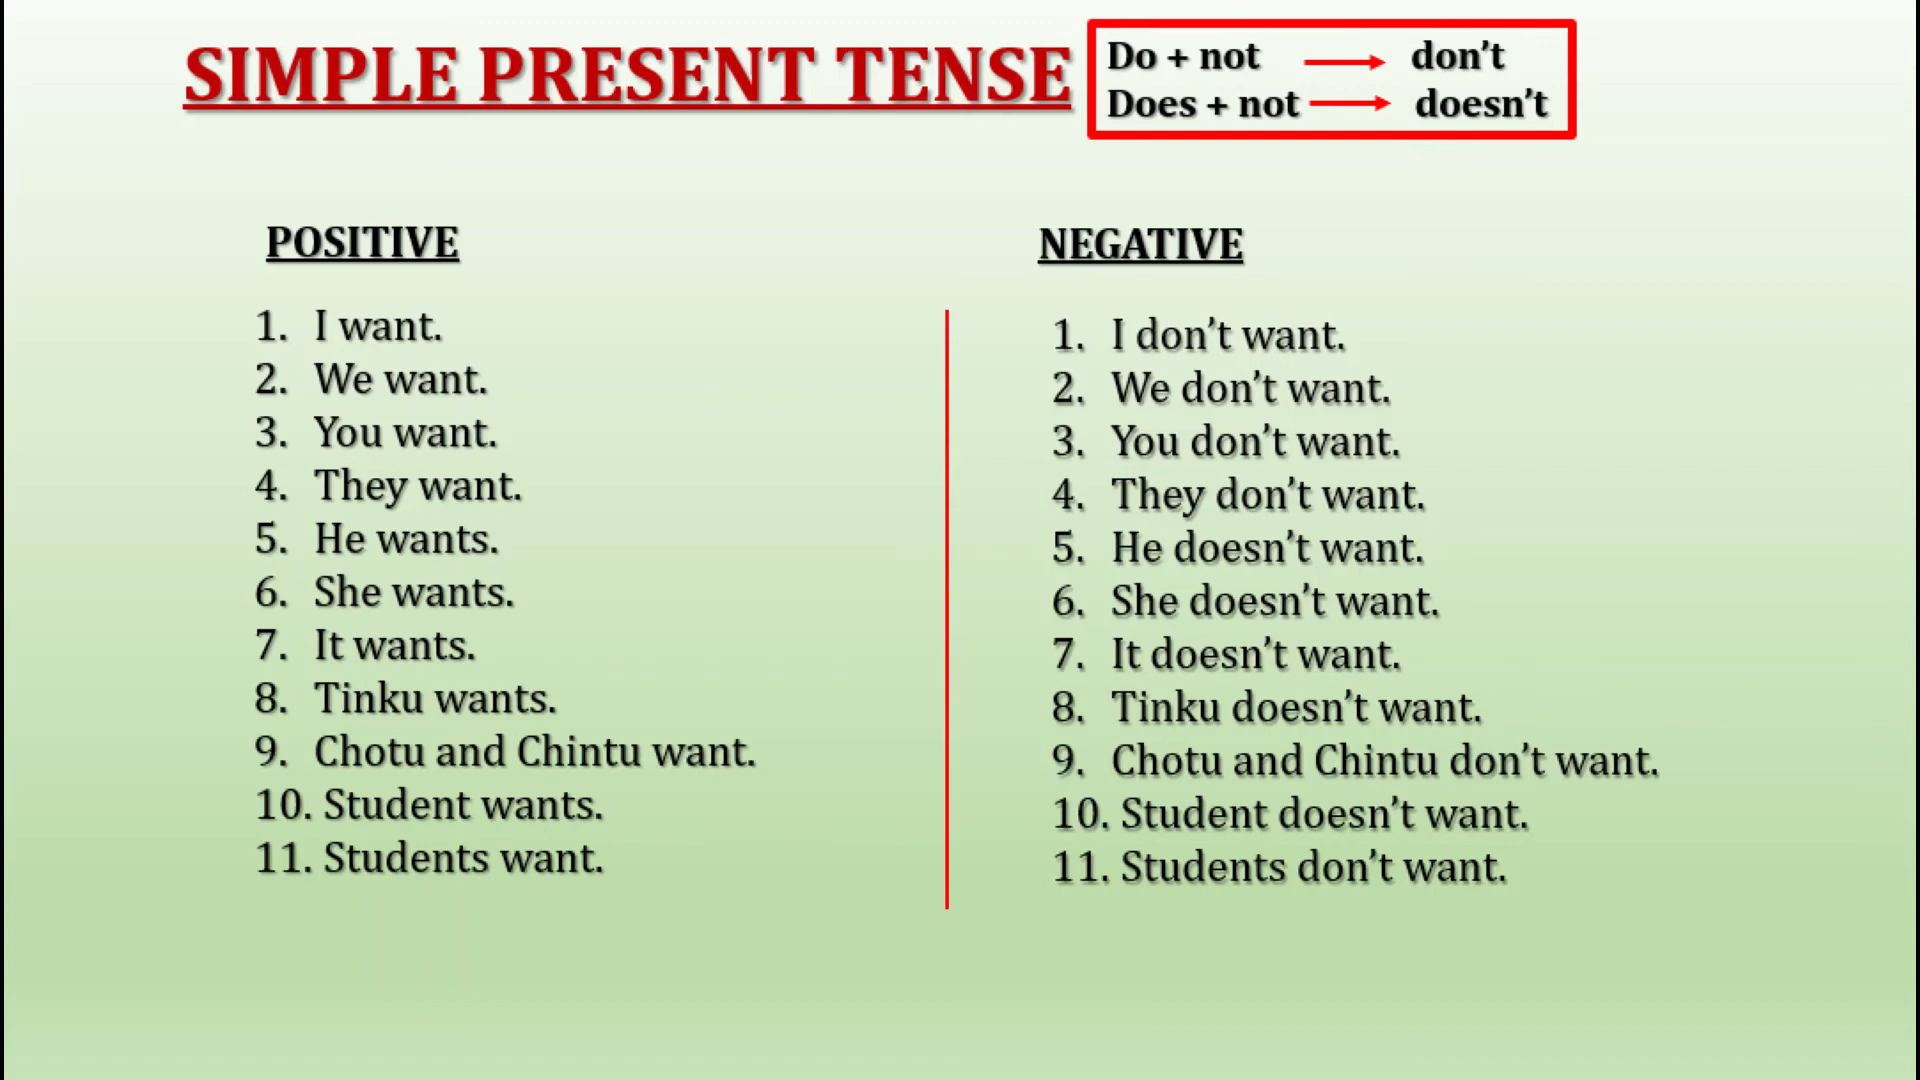 SIMPLE PRESENT TENSE
Do + not → don’t
Does + not → doesn’t
POSITIVE
1. I want.
2. We want.
3. You want.
4. They want.
5. He wants.
6. She wants.
7. It wants.
8. Tinku wants.
9. Chotu and Chintu want.
10. Student wants.
11. Students want.
NEGATIVE
1. I don’t want.
2. We don’t want.
3. You don’t want.
4. They don’t want.
5. He doesn’t want.
6. She doesn’t want.
7. It doesn’t want.
8. Tinku doesn’t want.
9. Chotu and Chintu don’t want.
10. Student doesn’t want.
11. Students don’t want.